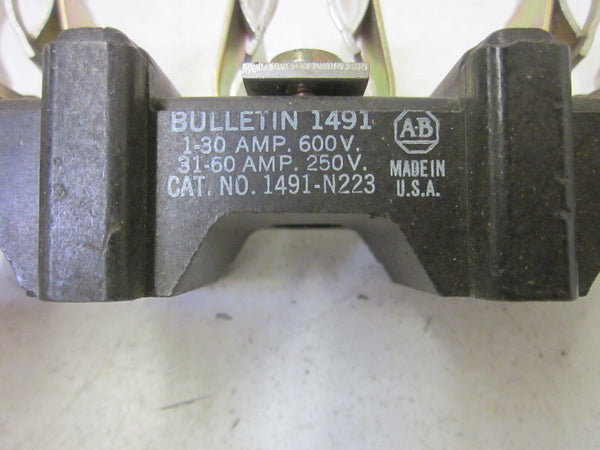 BULLETIN 1491
1-30 AMP. 600V.
31-60 AMP. 250V.
CAT. NO. 1491-N223
A-B
MADE IN
U.S.A.